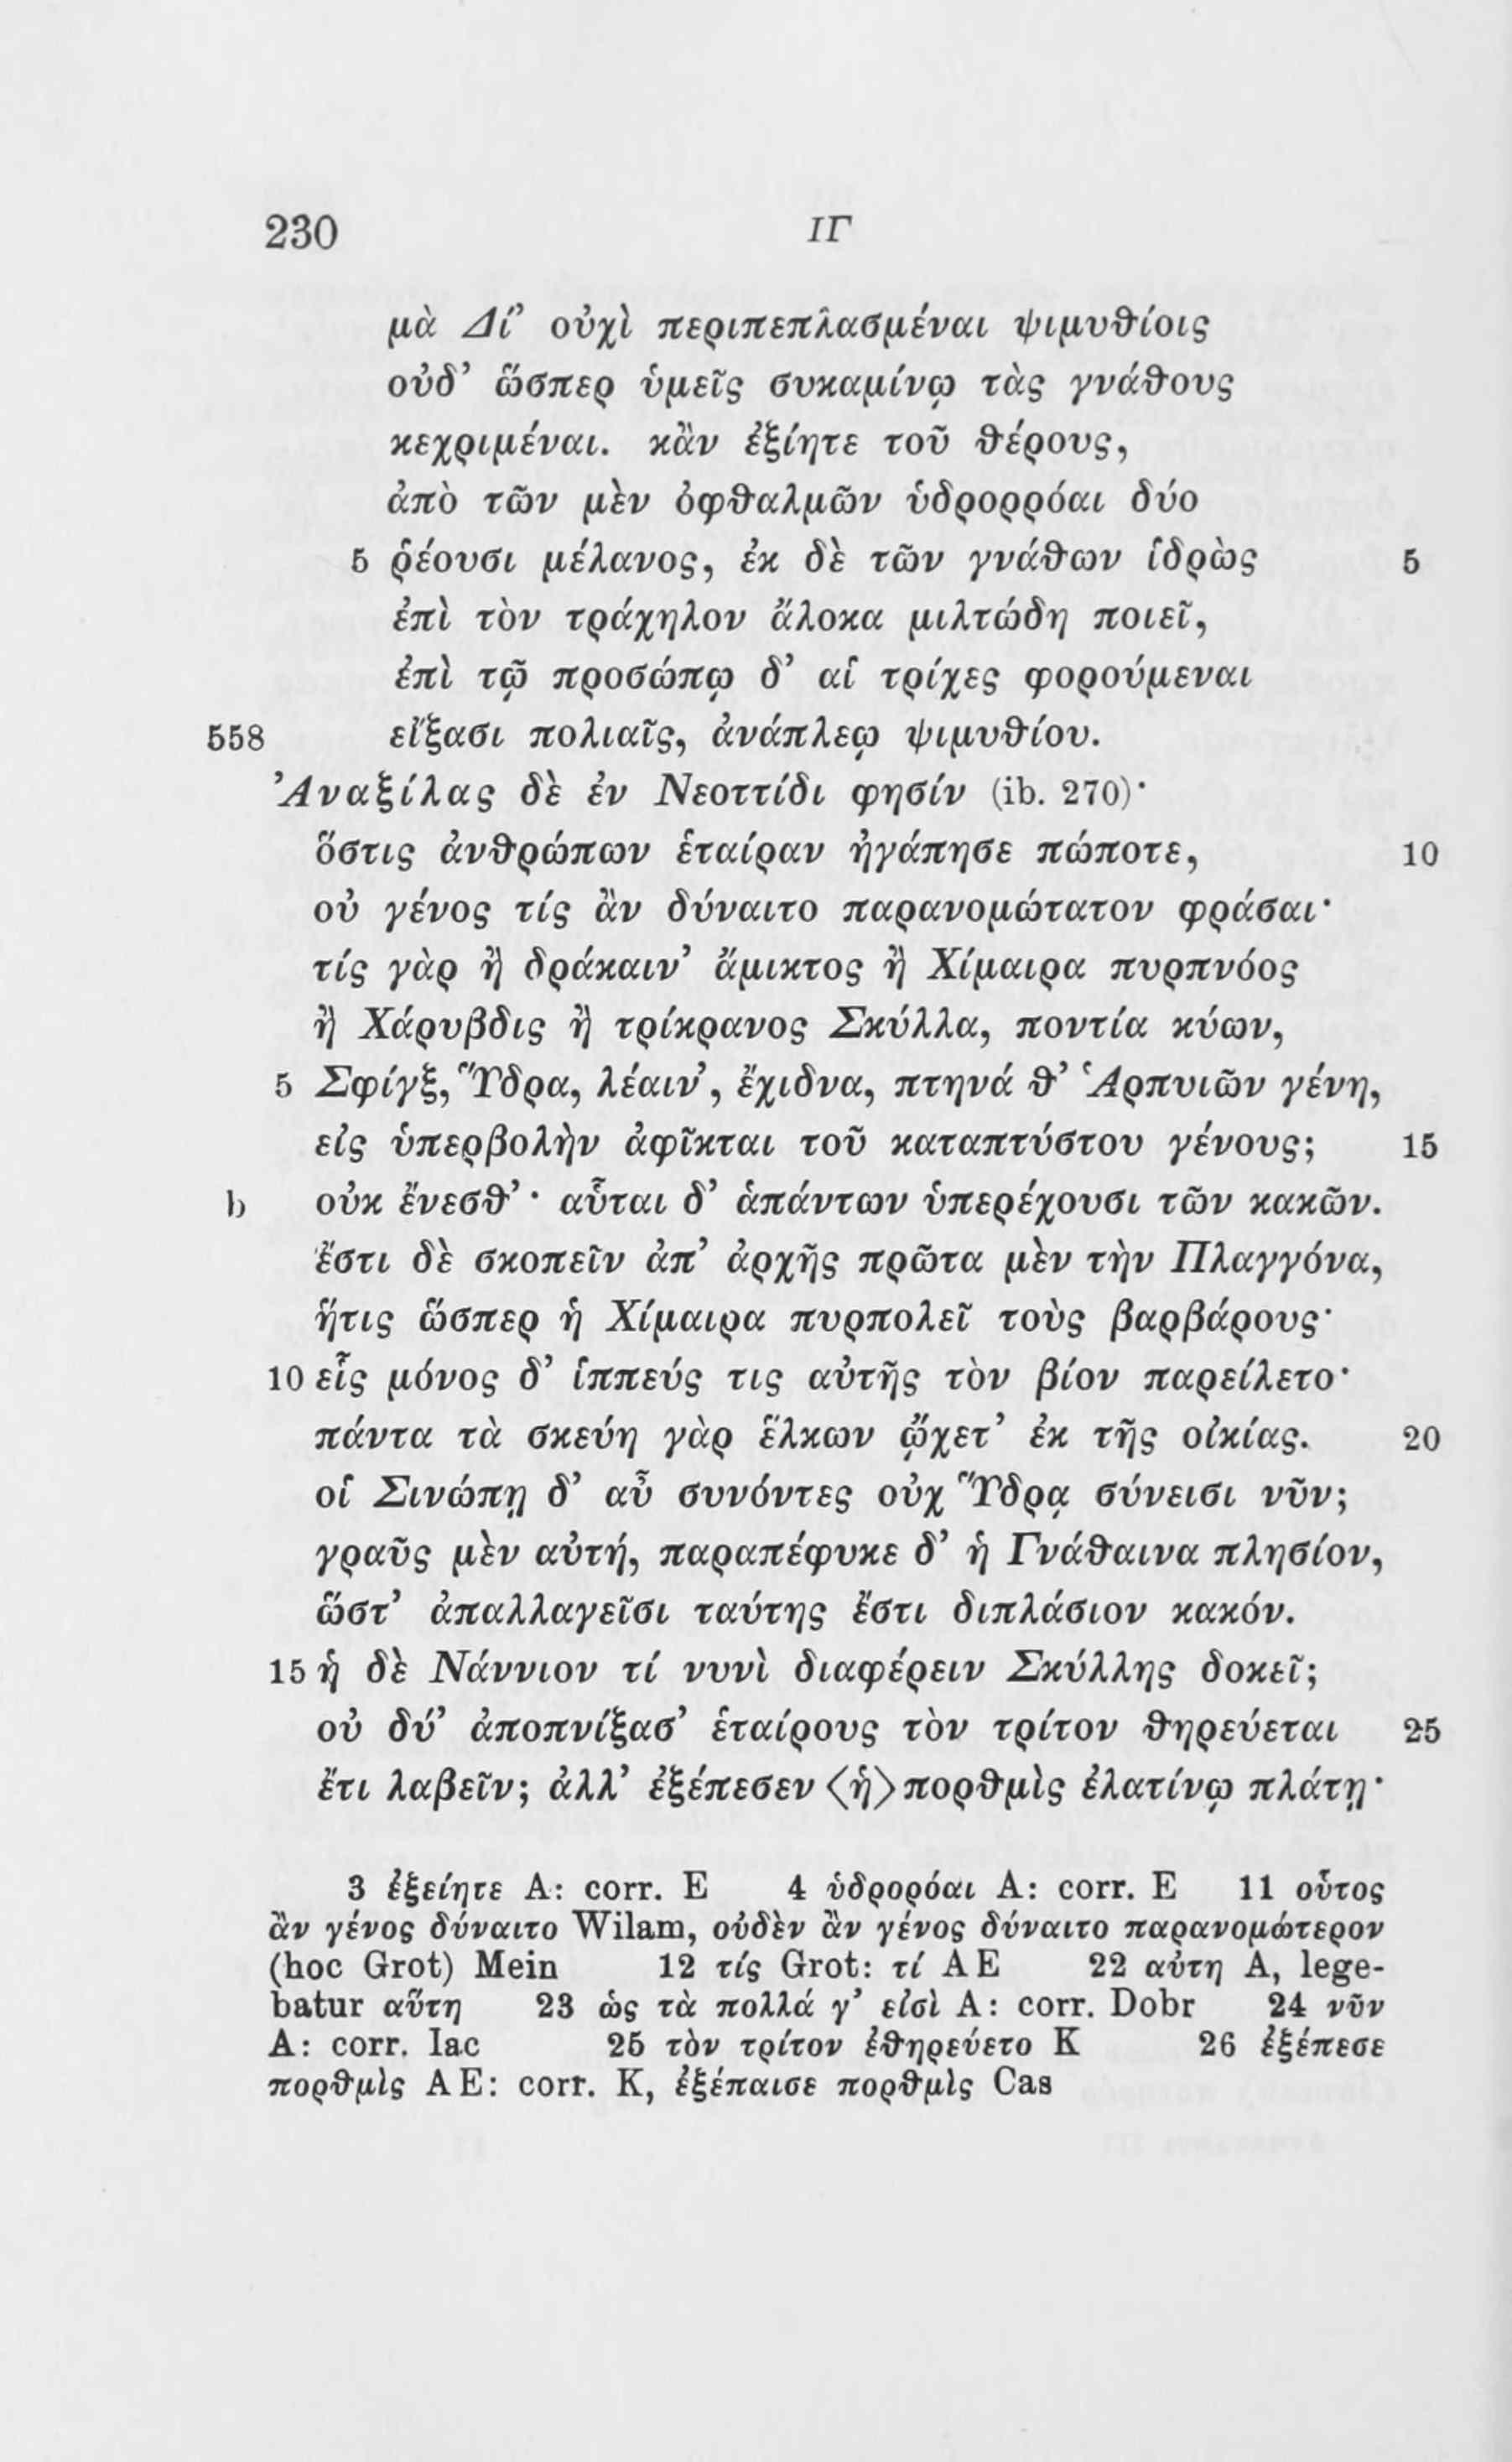 230 ΙΓ
μὰ Δί’ οὐχὶ περιπεπλασμέναι ψιμυθίοις
οὐδ’ ὥσπερ ὑμεῖς συκαμίνῳ τὰς γνάθους
κεχριμέναι. κἂν ἐξίητε τοῦ θέρους,
ἀπὸ τῶν μὲν ὀφθαλμῶν ὑδρορρόαι δύο
5 ῥέουσι μέλανος, ἐκ δὲ τῶν γνάθων ἱδρὼς 5
ἐπὶ τὸν τράχηλον ἄλοκα μιλτώδη ποιεῖ,
ἐπὶ τῷ προσώπῳ δ’ αἱ τρίχες φορούμεναι
558 εἴξασι πολιαῖς, ἀνάπλεῳ ψιμυθίου.
Ἀναξίλας δὲ ἐν Νεοττίδι φησίν (ib. 270)·
ὅστις ἀνθρώπων ἑταίραν ἠγάπησε πώποτε, 10
οὐ γένος τίς ἂν δύναιτο παρανομώτατον φράσαι·
τίς γὰρ ἢ δράκαιν’ ἄμικτος ἢ Χίμαιρα πυρπνόος
ἢ Χάρυβδις ἢ τρίκρανος Σκύλλα, ποντία κύων,
5 Σφίγξ, Ὕδρα, λέαιν’, ἔχιδνα, πτηνά θ’ Ἁρπυιῶν γένη,
εἰς ὑπερβολὴν ἀφῖκται τοῦ καταπτύστου γένους; 15
b οὐκ ἔνεσθ’· αὗται δ’ ἁπάντων ὑπερέχουσι τῶν κακῶν.
ἔστι δὲ σκοπεῖν ἀπ’ ἀρχῆς πρῶτα μὲν τὴν Πλαγγόνα,
ἥτις ὥσπερ ἡ Χίμαιρα πυρπολεῖ τοὺς βαρβάρους·
10 εἷς μόνος δ’ ἱππεύς τις αὐτῆς τὸν βίον παρείλετο·
πάντα τὰ σκεύη γὰρ ἕλκων ᾤχετ’ ἐκ τῆς οἰκίας. 20
οἱ Σινώπῃ δ’ αὖ συνόντες οὐχ Ὕδρᾳ σύνεισι νῦν;
γραῦς μὲν αὐτή, παραπέφυκε δ’ ἡ Γνάθαινα πλησίον,
ὥστ’ ἀπαλλαγεῖσι ταύτης ἔστι διπλάσιον κακόν.
15 ἡ δὲ Νάννιον τί νυνὶ διαφέρειν Σκύλλης δοκεῖ;
οὐ δύ’ ἀποπνίξασ’ ἑταίρους τὸν τρίτον θηρεύεται 25
ἔτι λαβεῖν; ἀλλ’ ἐξέπεσεν ⟨ἡ⟩ πορθμὶς ἐλατίνῳ πλάτῃ·
3 ἐξείητε A: corr. E 4 ὑδρορόαι A: corr. E 11 οὗτος
ἂν γένος δύναιτο Wilam, οὐδὲν ἂν γένος δύναιτο παρανομώτερον
(hoc Grot) Mein 12 τίς Grot: τί AE 22 αὐτη A, lege-
batur αὕτη 23 ὡς τὰ πολλά γ’ εἰσὶ A: corr. Dobr 24 νῦν
A: corr. Iac 25 τὸν τρίτον ἐθηρεύετο K 26 ἐξέπεσε
πορθμὶς AE: corr. K, ἐξέπαισε πορθμὶς Cas